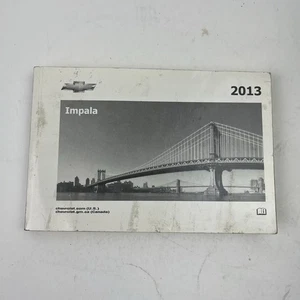 2013
Impala
chevrolet.com (U.S.)
chevrolet.gm.ca (Canada)